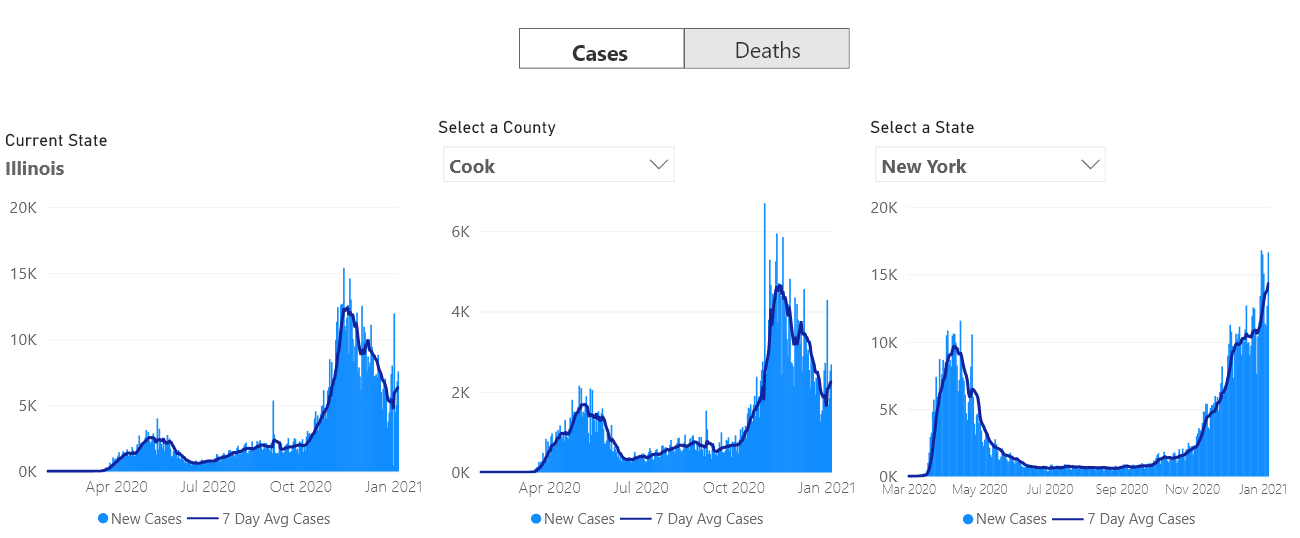 Cases
Deaths
Current State
Illinois
20K
15K
10K
5K
0K
Apr 2020 Jul 2020 Oct 2020 Jan 2021
New Cases 7 Day Avg Cases
Select a County
Cook
6K
4K
2K
0K
Apr 2020 Jul 2020 Oct 2020 Jan 2021
New Cases 7 Day Avg Cases
Select a State
New York
20K
15K
10K
5K
0K
Mar 2020 May 2020 Jul 2020 Sep 2020 Nov 2020 Jan 2021
New Cases 7 Day Avg Cases